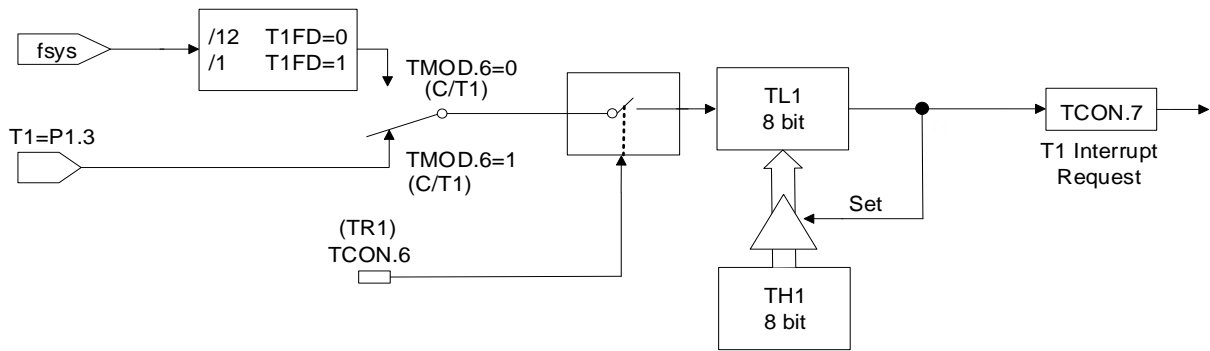 fsys
/12 T1FD=0
/1 T1FD=1
TMOD.6=0
(C/T1)
T1=P1.3
TMOD.6=1
(C/T1)
(TR1)
TCON.6
TL1
8 bit
TCON.7
T1 Interrupt
Request
Set
TH1
8 bit